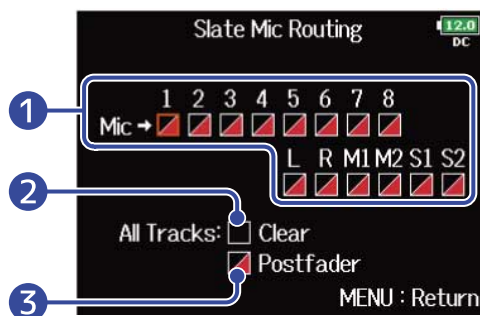 Slate Mic Routing
12.0
DC
1
1 2 3 4 5 6 7 8
Mic →
L R M1 M2 S1 S2
2
All Tracks: Clear
Postfader
3
MENU : Return